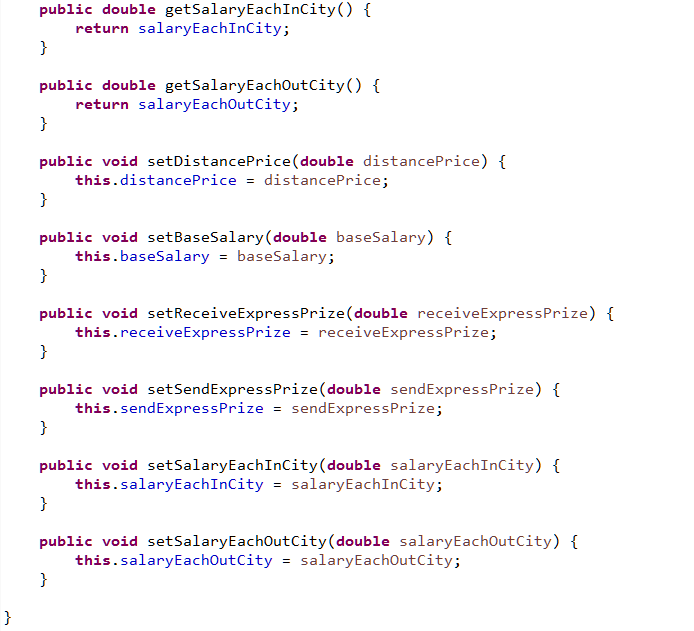 public double getSalaryEachInCity() {
return salaryEachInCity;
}
public double getSalaryEachOutCity() {
return salaryEachOutCity;
}
public void setDistancePrice(double distancePrice) {
this.distancePrice = distancePrice;
}
public void setBaseSalary(double baseSalary) {
this.baseSalary = baseSalary;
}
public void setReceiveExpressPrize(double receiveExpressPrize) {
this.receiveExpressPrize = receiveExpressPrize;
}
public void setSendExpressPrize(double sendExpressPrize) {
this.sendExpressPrize = sendExpressPrize;
}
public void setSalaryEachInCity(double salaryEachInCity) {
this.salaryEachInCity = salaryEachInCity;
}
public void setSalaryEachOutCity(double salaryEachOutCity) {
this.salaryEachOutCity = salaryEachOutCity;
}
}